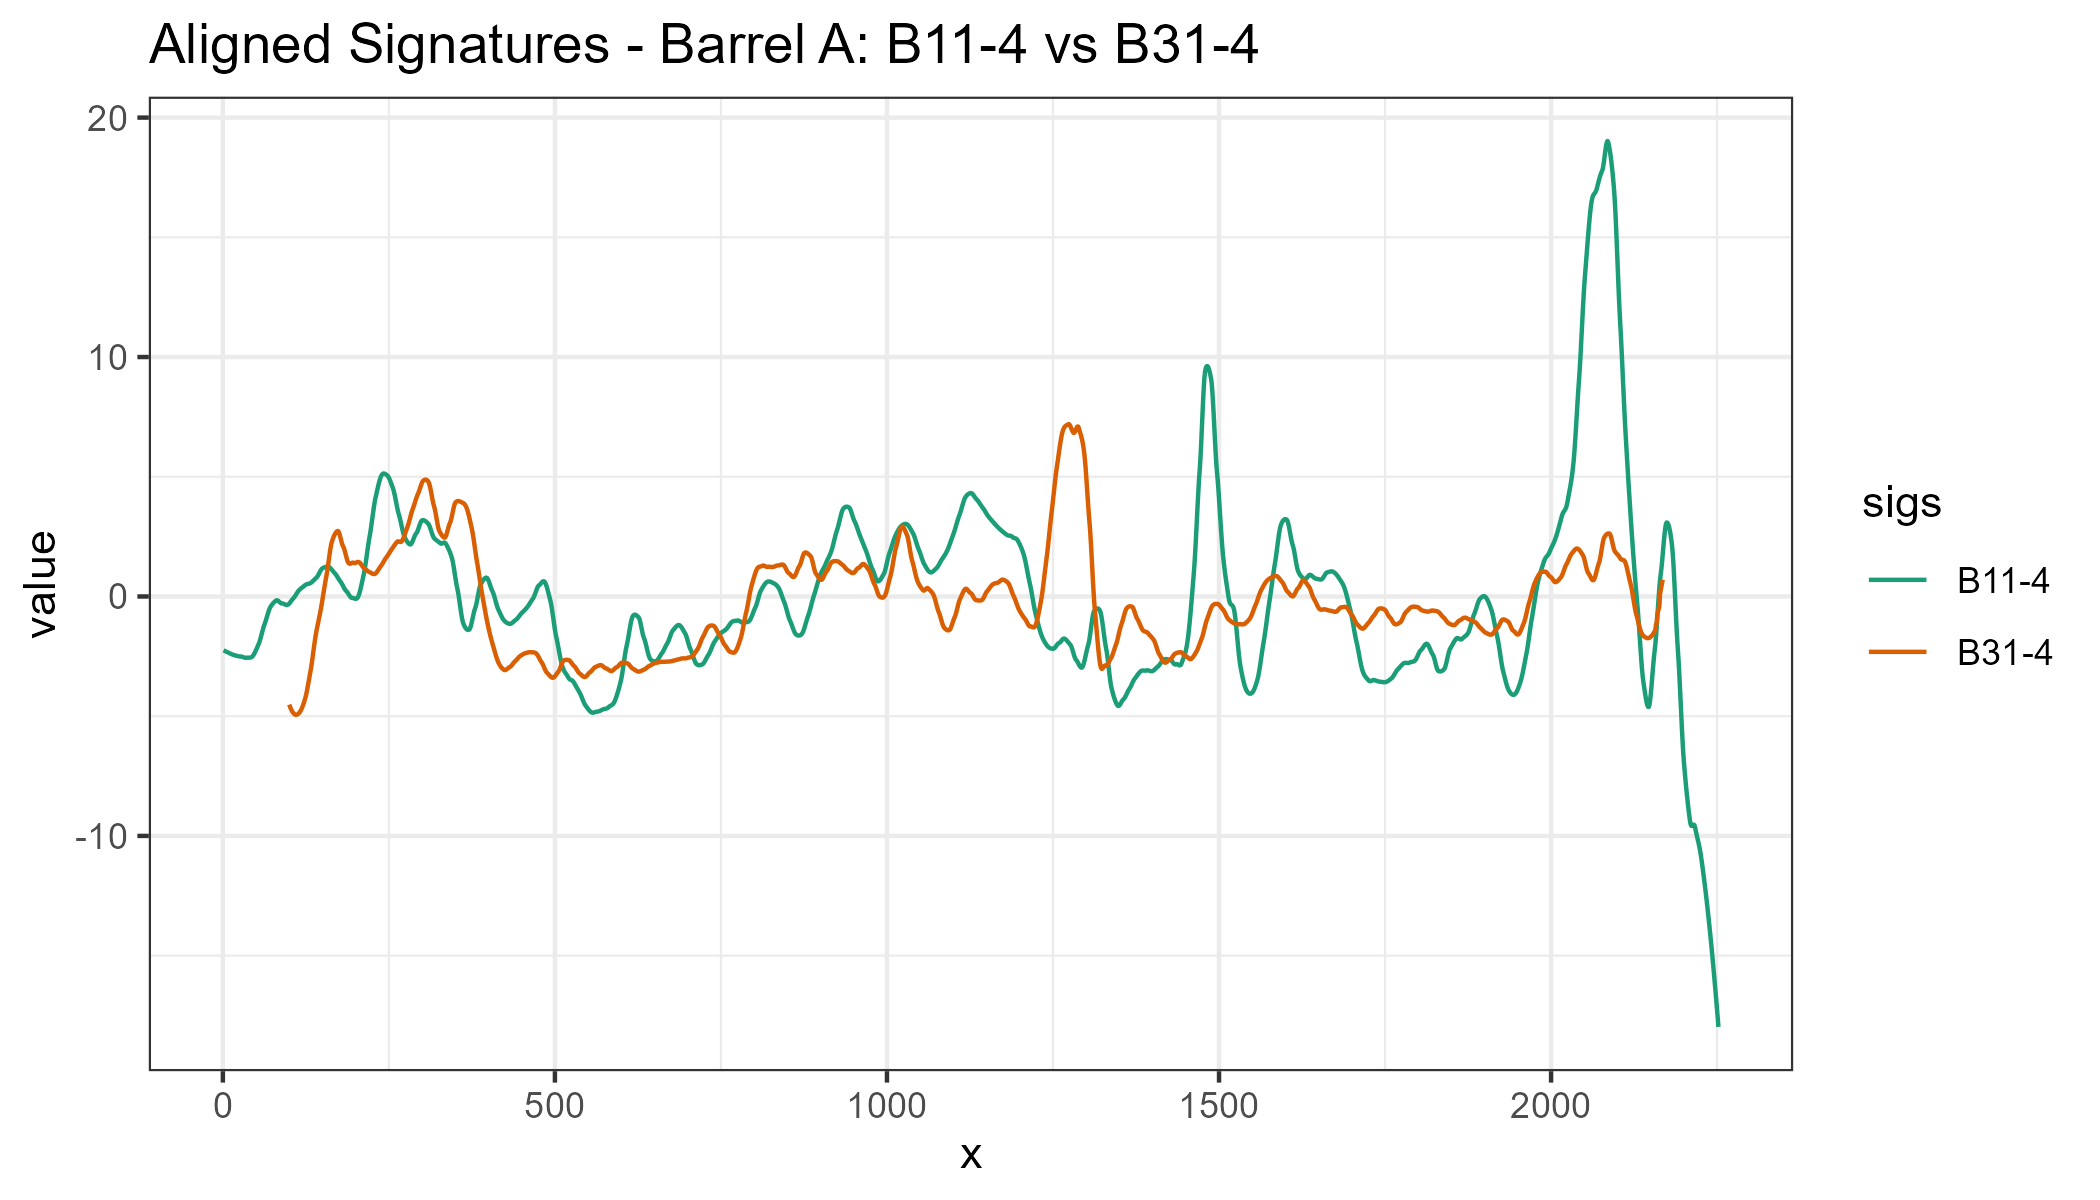 Aligned Signatures - Barrel A: B11-4 vs B31-4
20
10
0
-10
value
0 500 1000 1500 2000
x
sigs
B11-4
B31-4